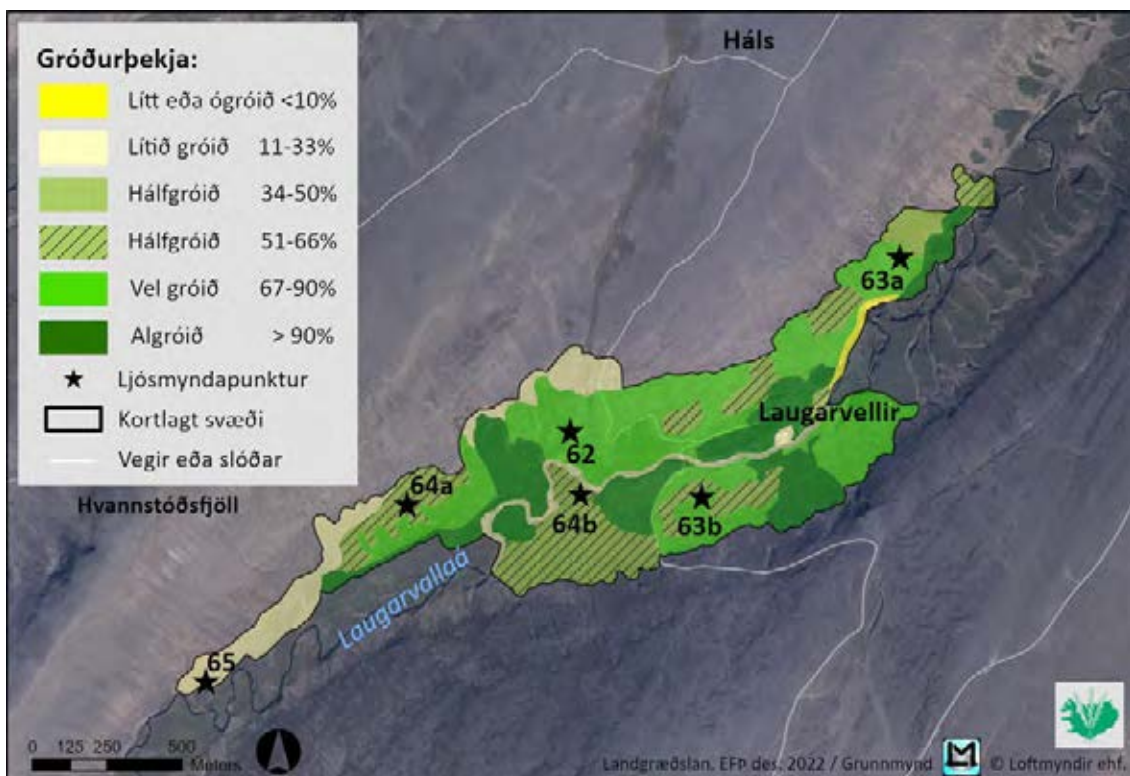 Gróðurþekja:
Lítt eða ógróið <10%
Lítið gróið 11-33%
Hálfgróið 34-50%
Hálfgróið 51-66%
Vel gróið 67-90%
Algróið > 90%
Ljósmyndapunktur
Kortlagt svæði
Vegir eða slóðar
Háls
63a
Laugarvellir
62
64a
64b
63b
Hvannstóðsfjöll
Laugarvallaá
65
0 125 250 500
Meters
Landgræðslan. EFÞ des. 2022 / Grunnmynd
© Loftmyndir ehf.